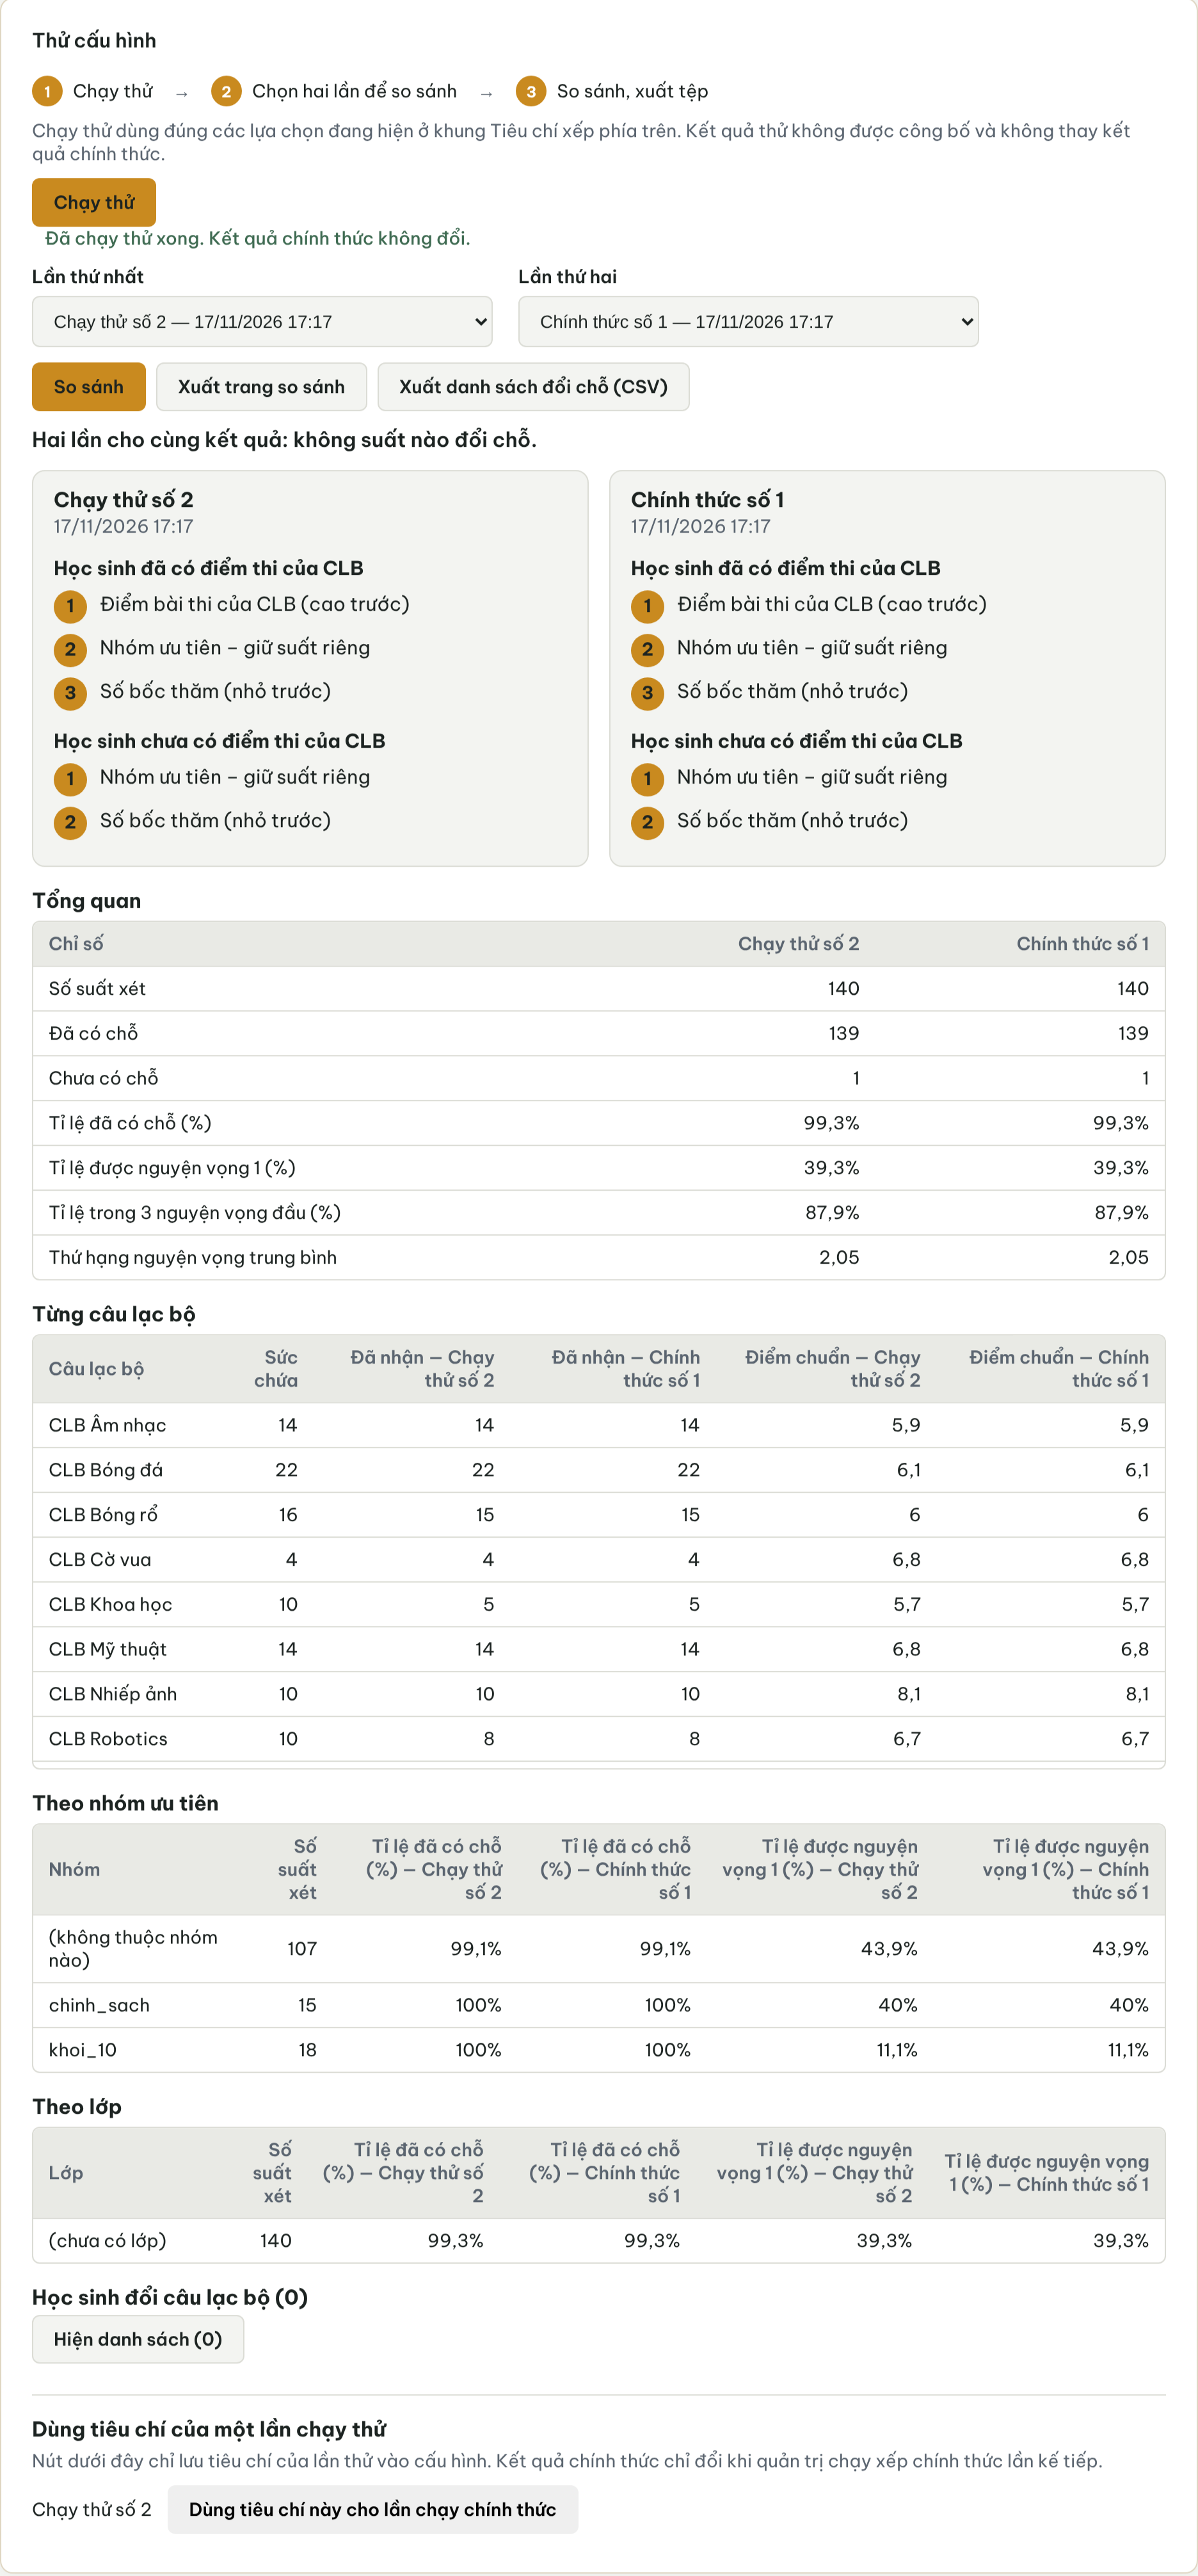 Thử cấu hình
1 Chạy thử → 2 Chọn hai lần để so sánh → 3 So sánh, xuất tệp
Chạy thử dùng đúng các lựa chọn đang hiện ở khung Tiêu chí xếp phía trên. Kết quả thử không được công bố và không thay kết
quả chính thức.
Chạy thử
Đã chạy thử xong. Kết quả chính thức không đổi.
Lần thứ nhất
Lần thứ hai
Chạy thử số 2 — 17/11/2026 17:17
Chính thức số 1 — 17/11/2026 17:17
So sánh
Xuất trang so sánh
Xuất danh sách đổi chỗ (CSV)
Hai lần cho cùng kết quả: không suất nào đổi chỗ.
Chạy thử số 2
17/11/2026 17:17
Học sinh đã có điểm thi của CLB
1 Điểm bài thi của CLB (cao trước)
2 Nhóm ưu tiên – giữ suất riêng
3 Số bốc thăm (nhỏ trước)
Học sinh chưa có điểm thi của CLB
1 Nhóm ưu tiên – giữ suất riêng
2 Số bốc thăm (nhỏ trước)
Chính thức số 1
17/11/2026 17:17
Học sinh đã có điểm thi của CLB
1 Điểm bài thi của CLB (cao trước)
2 Nhóm ưu tiên – giữ suất riêng
3 Số bốc thăm (nhỏ trước)
Học sinh chưa có điểm thi của CLB
1 Nhóm ưu tiên – giữ suất riêng
2 Số bốc thăm (nhỏ trước)
Tổng quan
Chỉ số Chạy thử số 2 Chính thức số 1
Số suất xét 140 140
Đã có chỗ 139 139
Chưa có chỗ 1 1
Tỉ lệ đã có chỗ (%) 99,3% 99,3%
Tỉ lệ được nguyện vọng 1 (%) 39,3% 39,3%
Tỉ lệ trong 3 nguyện vọng đầu (%) 87,9% 87,9%
Thứ hạng nguyện vọng trung bình 2,05 2,05
Từng câu lạc bộ
Câu lạc bộ
Sức
chứa
Đã nhận — Chạy
thử số 2
Đã nhận — Chính
thức số 1
Điểm chuẩn — Chạy
thử số 2
Điểm chuẩn — Chính
thức số 1
CLB Âm nhạc 14 14 14 5,9 5,9
CLB Bóng đá 22 22 22 6,1 6,1
CLB Bóng rổ 16 15 15 6 6
CLB Cờ vua 4 4 4 6,8 6,8
CLB Khoa học 10 5 5 5,7 5,7
CLB Mỹ thuật 14 14 14 6,8 6,8
CLB Nhiếp ảnh 10 10 10 8,1 8,1
CLB Robotics 10 8 8 6,7 6,7
Theo nhóm ưu tiên
Nhóm
Số
suất
xét
Tỉ lệ đã có chỗ
(%) — Chạy thử
số 2
Tỉ lệ đã có chỗ
(%) — Chính thức
số 1
Tỉ lệ được nguyện
vọng 1 (%) — Chạy thử
số 2
Tỉ lệ được nguyện
vọng 1 (%) — Chính
thức số 1
(không thuộc nhóm
nào)
107 99,1% 99,1% 43,9% 43,9%
chinh_sach 15 100% 100% 40% 40%
khoi_10 18 100% 100% 11,1% 11,1%
Theo lớp
Lớp
Số
suất
xét
Tỉ lệ đã có chỗ
(%) — Chạy thử số
2
Tỉ lệ đã có chỗ
(%) — Chính thức
số 1
Tỉ lệ được nguyện
vọng 1 (%) — Chạy thử
số 2
Tỉ lệ được nguyện vọng
1 (%) — Chính thức số 1
(chưa có lớp) 140 99,3% 99,3% 39,3% 39,3%
Học sinh đổi câu lạc bộ (0)
Hiện danh sách (0)
Dùng tiêu chí của một lần chạy thử
Nút dưới đây chỉ lưu tiêu chí của lần thử vào cấu hình. Kết quả chính thức chỉ đổi khi quản trị chạy xếp chính thức lần kế tiếp.
Chạy thử số 2 Dùng tiêu chí này cho lần chạy chính thức